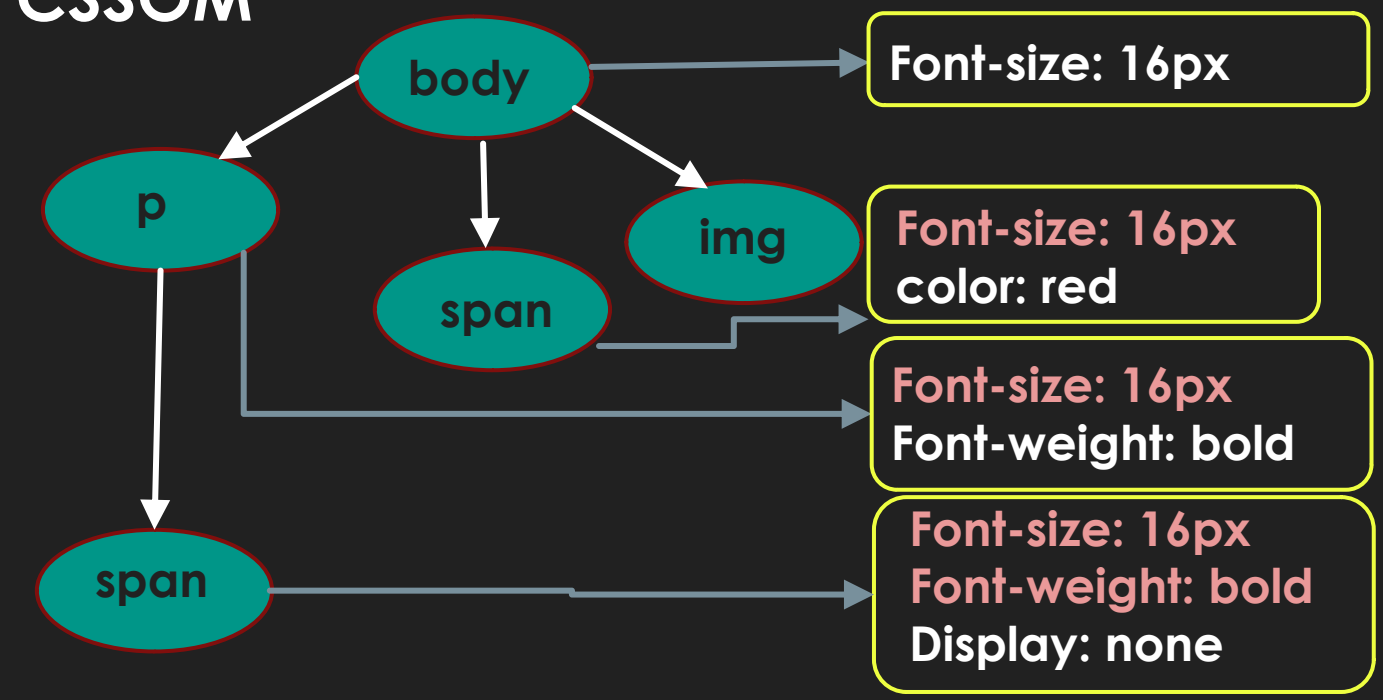 CSSOM
body
Font-size: 16px
p
img
Font-size: 16px
color: red
span
Font-size: 16px
Font-weight: bold
span
Font-size: 16px
Font-weight: bold
Display: none